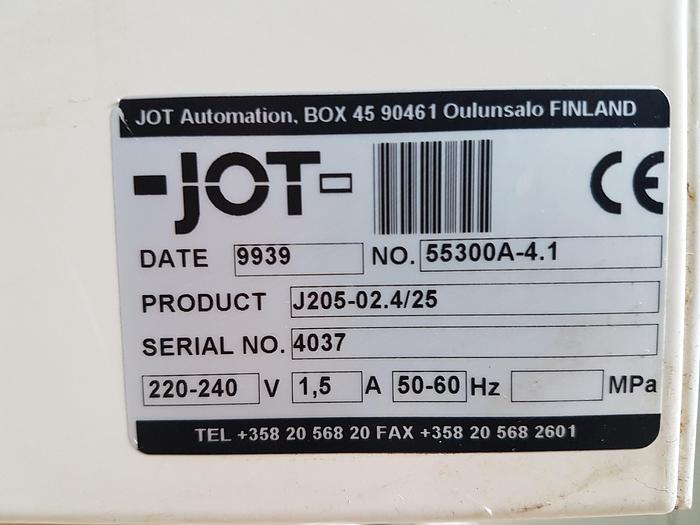 JOT Automation, BOX 45 90461 Oulunsalo FINLAND
JOT
CE
DATE 9939 NO. 55300A-4.1
PRODUCT J205-02.4/25
SERIAL NO. 4037
220-240 V 1,5 A 50-60 Hz MPa
TEL +358 20 568 20 FAX +358 20 568 2601